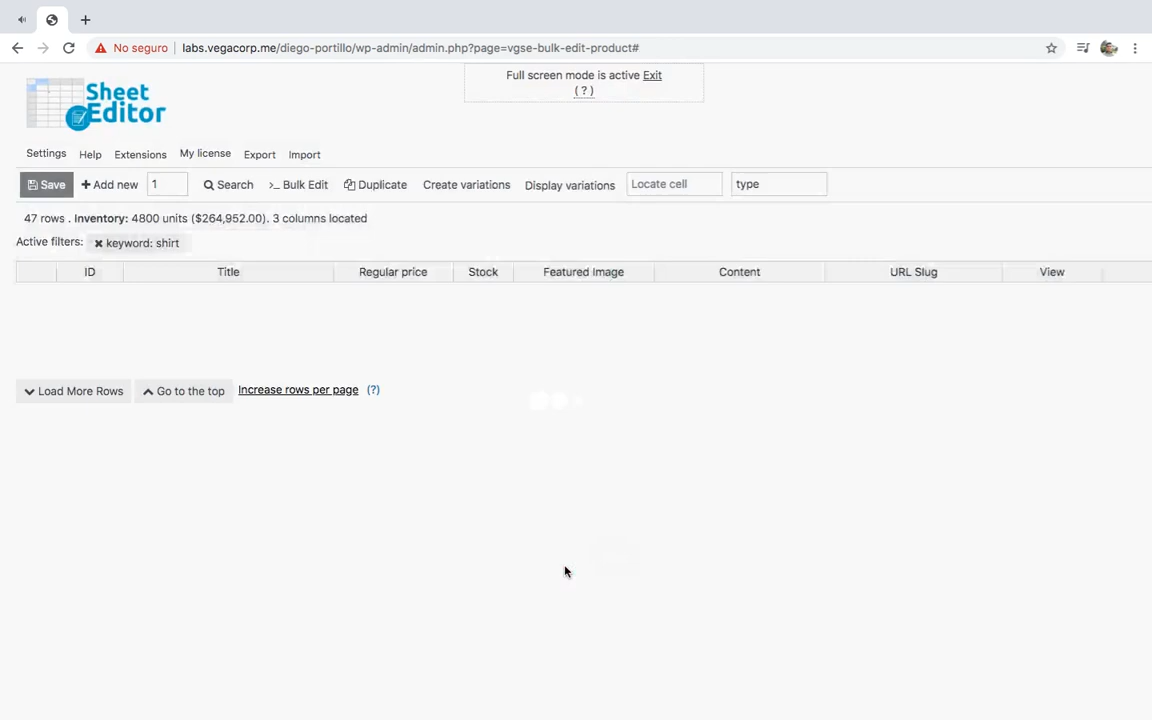 No seguro labs.vegacorp.me/diego-portillo/wp-admin/admin.php?page=vgse-bulk-edit-product#
Full screen mode is active Exit
( ? )
Sheet
Editor
Settings Help Extensions My license Export Import
Save Add new 1 Search >_ Bulk Edit Duplicate Create variations Display variations Locate cell type
47 rows . Inventory: 4800 units ($264,952.00). 3 columns located
Active filters: ✖ keyword: shirt
ID Title Regular price Stock Featured Image Content URL Slug View
Load More Rows Go to the top Increase rows per page (?)